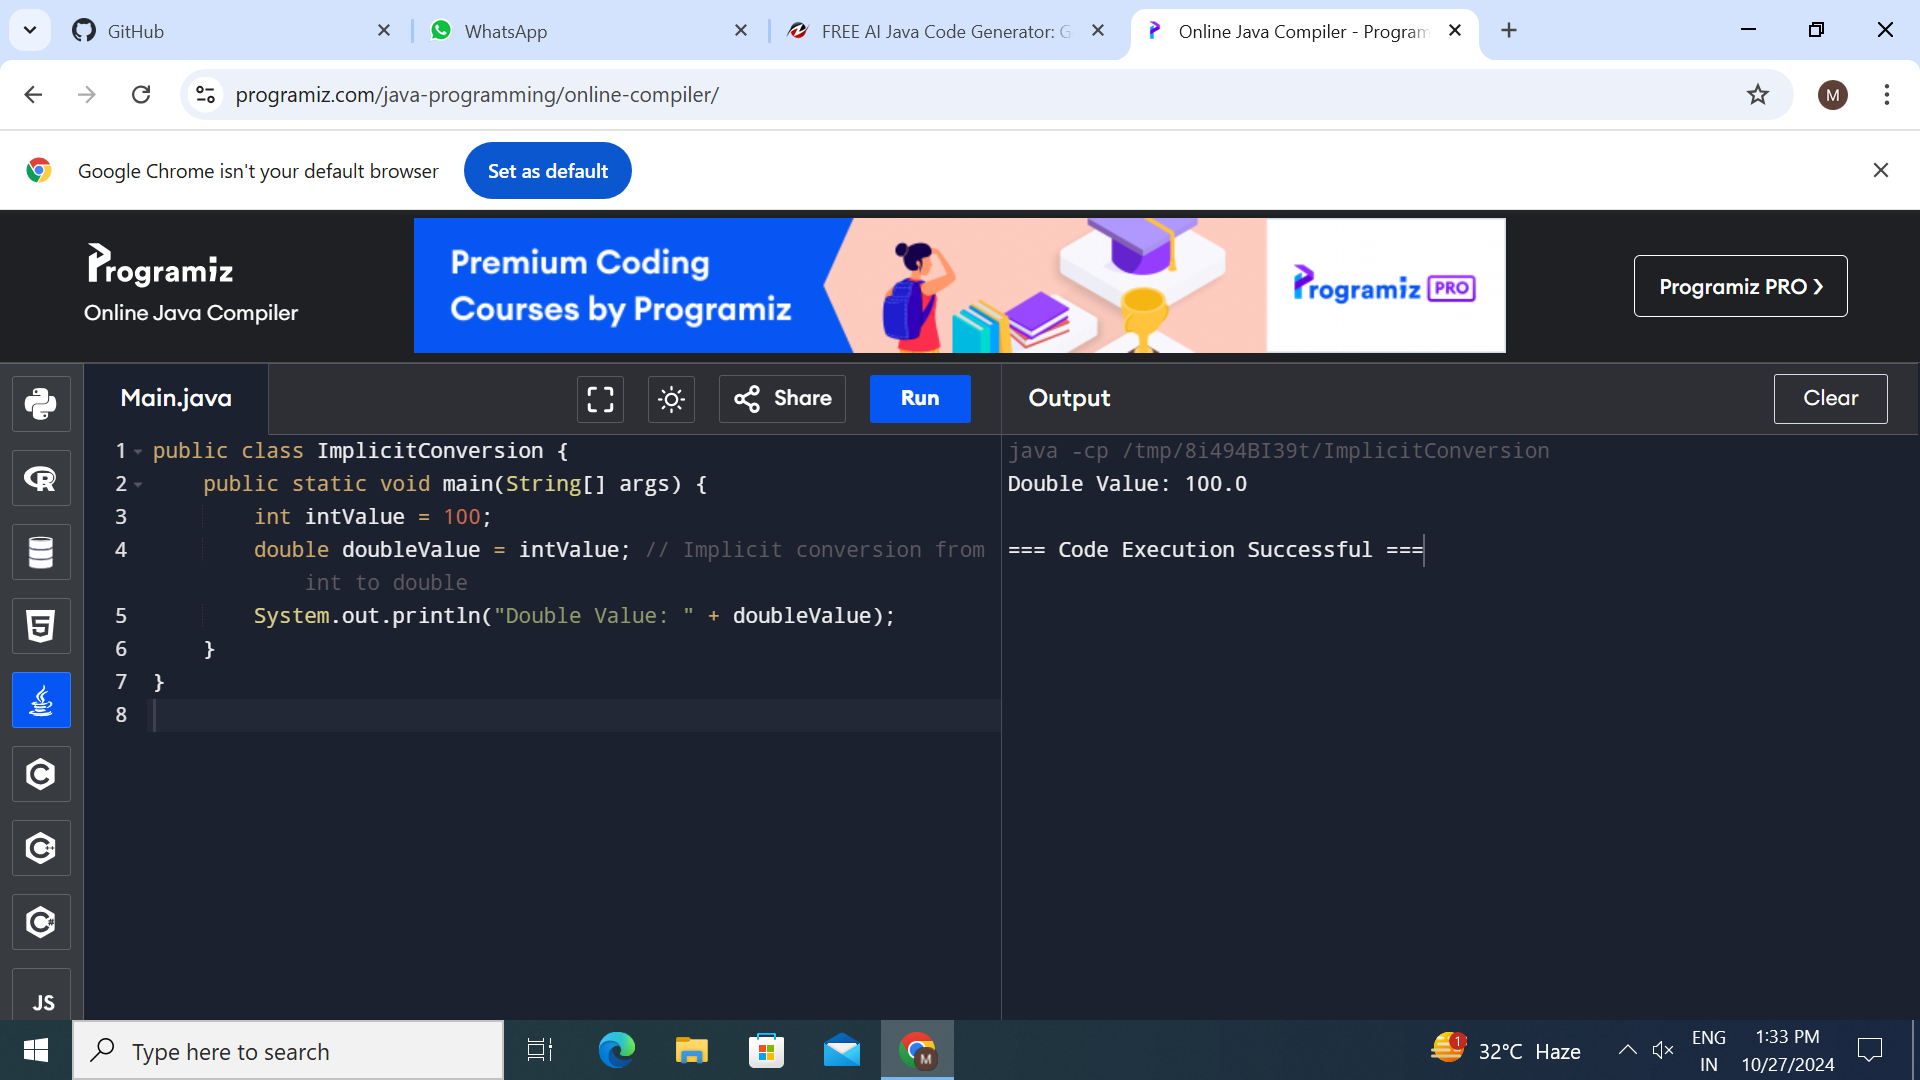 GitHub
WhatsApp
FREE AI Java Code Generator: G
Online Java Compiler - Program
programiz.com/java-programming/online-compiler/
M
Google Chrome isn't your default browser
Set as default
Programiz
Online Java Compiler
Premium Coding
Courses by Programiz
Programiz PRO
Programiz PRO ❯
Main.java
Share
Run
Output
Clear
1 public class ImplicitConversion {
2     public static void main(String[] args) {
3         int intValue = 100;
4         double doubleValue = intValue; // Implicit conversion from
            int to double
5         System.out.println("Double Value: " + doubleValue);
6     }
7 }
8
java -cp /tmp/8i494BI39t/ImplicitConversion
Double Value: 100.0
=== Code Execution Successful ===
R
5
C
C++
C#
JS
Type here to search
M
1
32°C Haze
ENG
IN
1:33 PM
10/27/2024